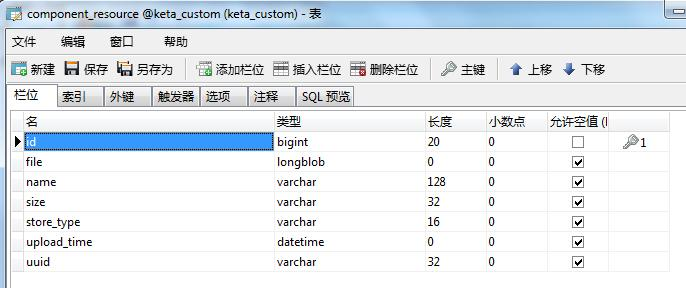 component_resource @keta_custom (keta_custom) - 表
文件 编辑 窗口 帮助
新建 保存 另存为 添加栏位 插入栏位 删除栏位 主键 上移 下移
栏位 索引 外键 触发器 选项 注释 SQL 预览
名 类型 长度 小数点 允许空值 (
id bigint 20 0 1
file longblob 0 0
name varchar 128 0
size varchar 32 0
store_type varchar 16 0
upload_time datetime 0 0
uuid varchar 32 0